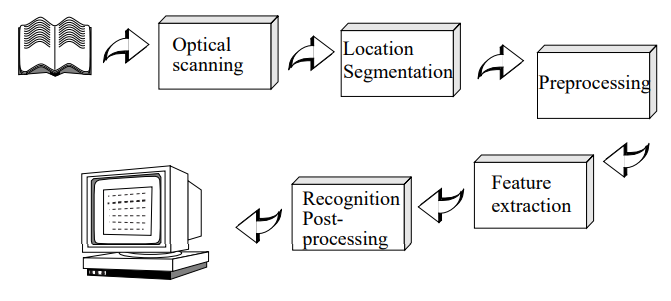 Optical
scanning
Location
Segmentation
Preprocessing
Feature
extraction
Recognition
Post-
processing